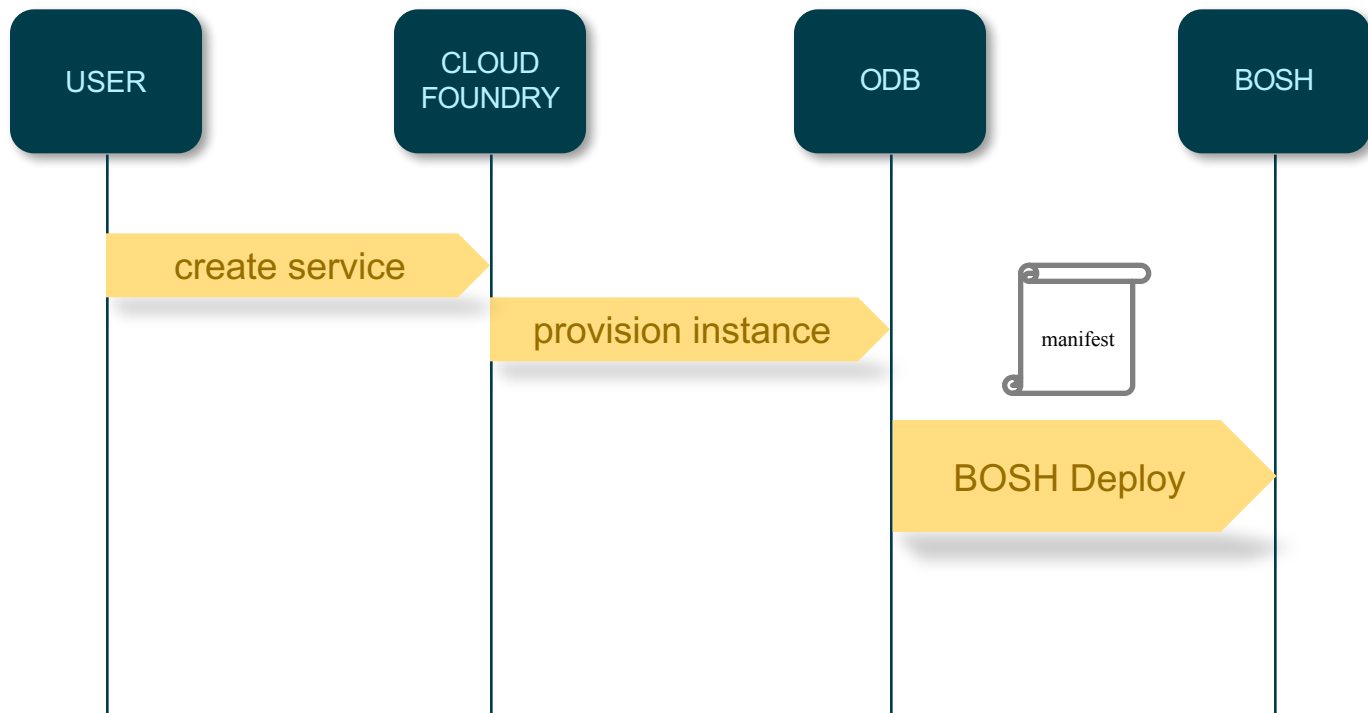 USER
CLOUD
FOUNDRY
ODB
BOSH
create service
provision instance
manifest
BOSH Deploy